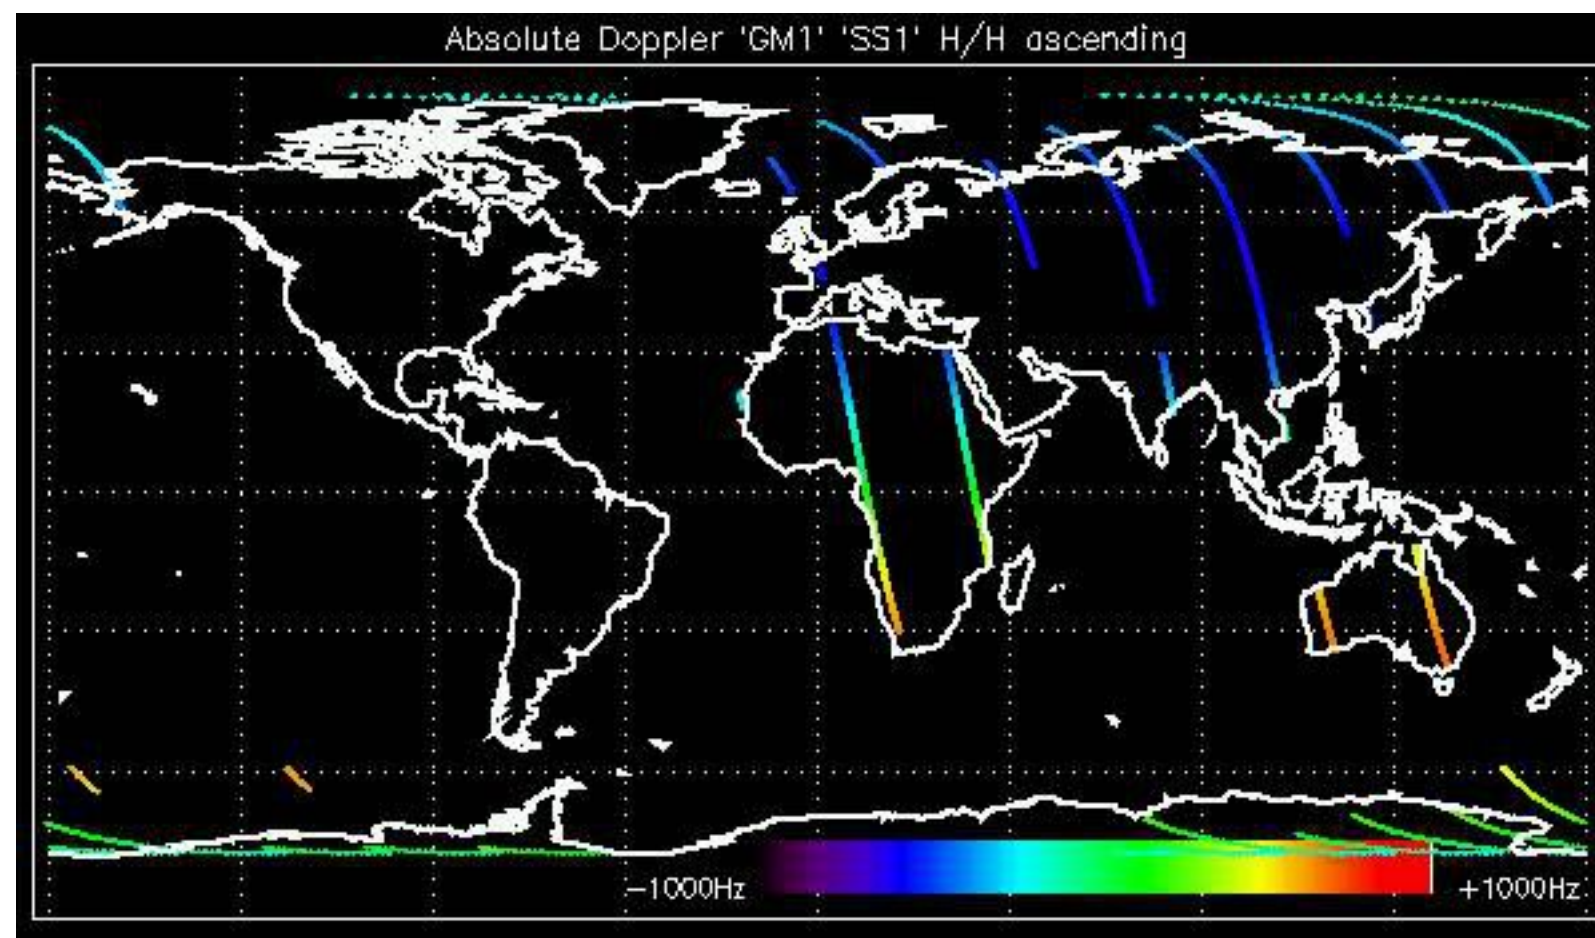 Absolute Doppler 'GM1' 'SS1' H/H ascending
-1000Hz
+1000Hz